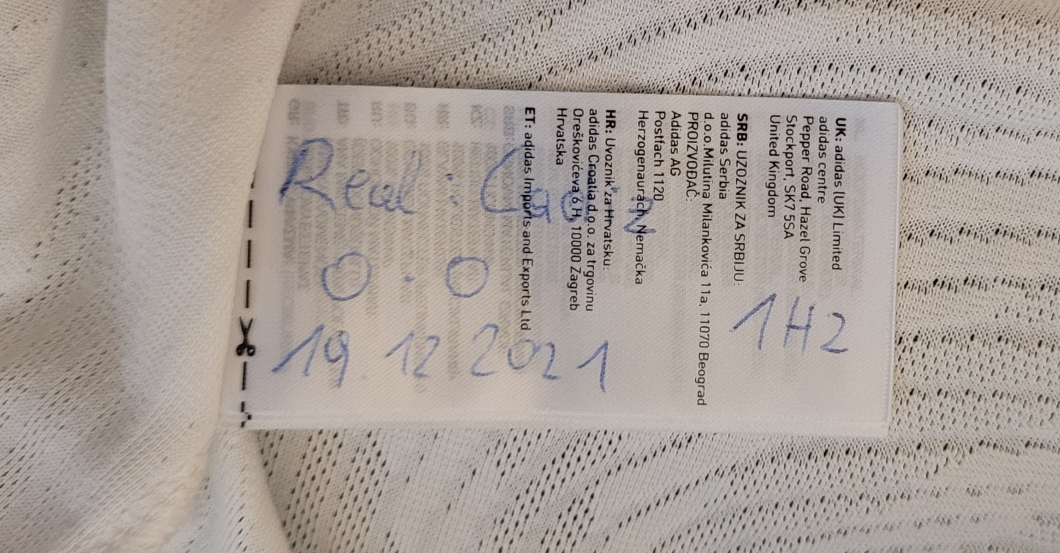 UK: adidas (UK) Limited
adidas centre
Pepper Road, Hazel Grove
Stockport, SK7 5SA
United Kingdom
SRB: UZOZNIK ZA SRBIJU:
adidas Serbia
d.o.o.Milutina Milankovića 11a, 11070 Beograd
PROIZVOĐAČ:
Adidas AG
Postfach 1120
Herzogenaurach, Nemačka
HR: Uvoznik za Hrvatsku:
adidas Croatia d.o.o. za trgovinu
Oreškovićeva 6 H, 10000 Zagreb
Hrvatska
ET: adidas Imports and Exports Ltd
Real : Cadiz
0 . 0
19. 12 2021
1H2